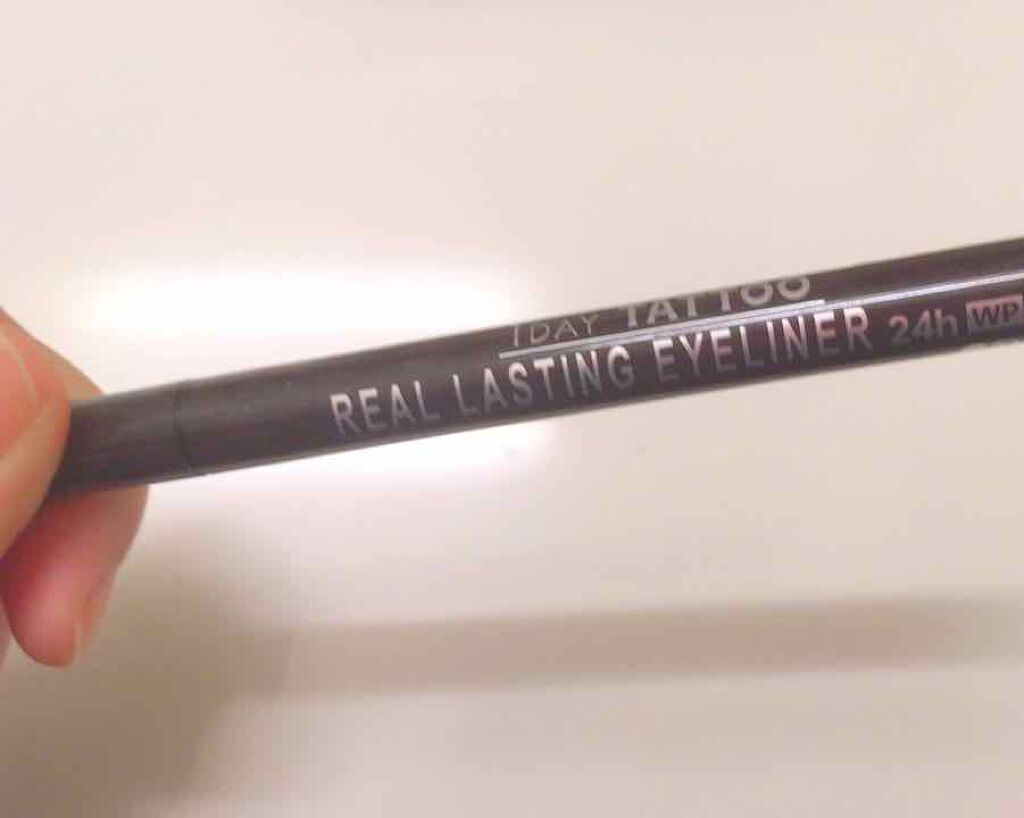 1DAY TATTOO
REAL LASTING EYELINER 24h WP